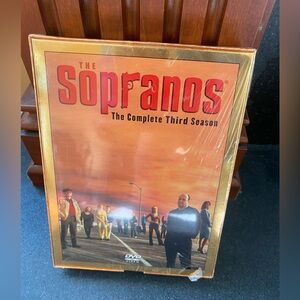 THE
Sopranos
The Complete Third Season
DVD